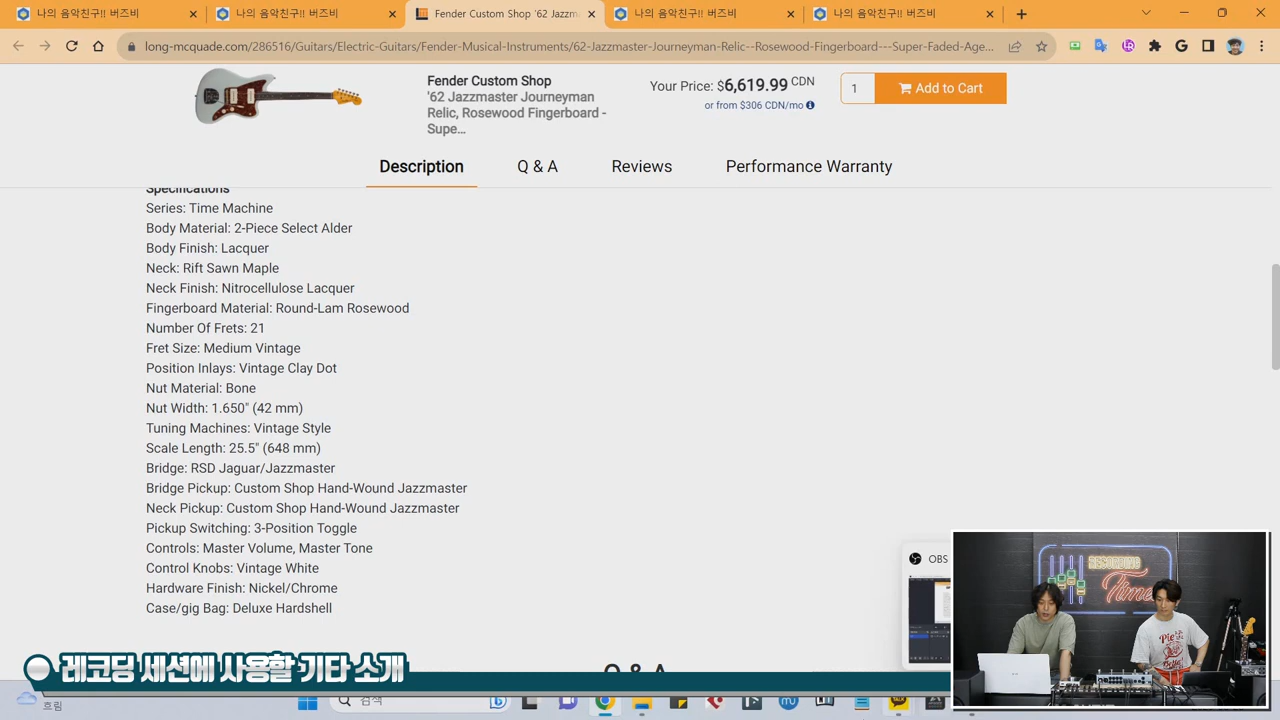 나의 음악친구!! 버즈비
나의 음악친구!! 버즈비
Fender Custom Shop '62 Jazzm
나의 음악친구!! 버즈비
나의 음악친구!! 버즈비
long-mcquade.com/286516/Guitars/Electric-Guitars/Fender-Musical-Instruments/62-Jazzmaster-Journeyman-Relic--Rosewood-Fingerboard---Super-Faded-Age...
Fender Custom Shop
'62 Jazzmaster Journeyman
Relic, Rosewood Fingerboard -
Supe...
Your Price: $6,619.99 CDN
or from $306 CDN/mo
1
Add to Cart
Description
Q & A
Reviews
Performance Warranty
Specifications
Series: Time Machine
Body Material: 2-Piece Select Alder
Body Finish: Lacquer
Neck: Rift Sawn Maple
Neck Finish: Nitrocellulose Lacquer
Fingerboard Material: Round-Lam Rosewood
Number Of Frets: 21
Fret Size: Medium Vintage
Position Inlays: Vintage Clay Dot
Nut Material: Bone
Nut Width: 1.650" (42 mm)
Tuning Machines: Vintage Style
Scale Length: 25.5" (648 mm)
Bridge: RSD Jaguar/Jazzmaster
Bridge Pickup: Custom Shop Hand-Wound Jazzmaster
Neck Pickup: Custom Shop Hand-Wound Jazzmaster
Pickup Switching: 3-Position Toggle
Controls: Master Volume, Master Tone
Control Knobs: Vintage White
Hardware Finish: Nickel/Chrome
Case/gig Bag: Deluxe Hardshell
Q & A
OBS
RECORDING
Time
레코딩 세션에 사용할 기타 소개
흐림
검색